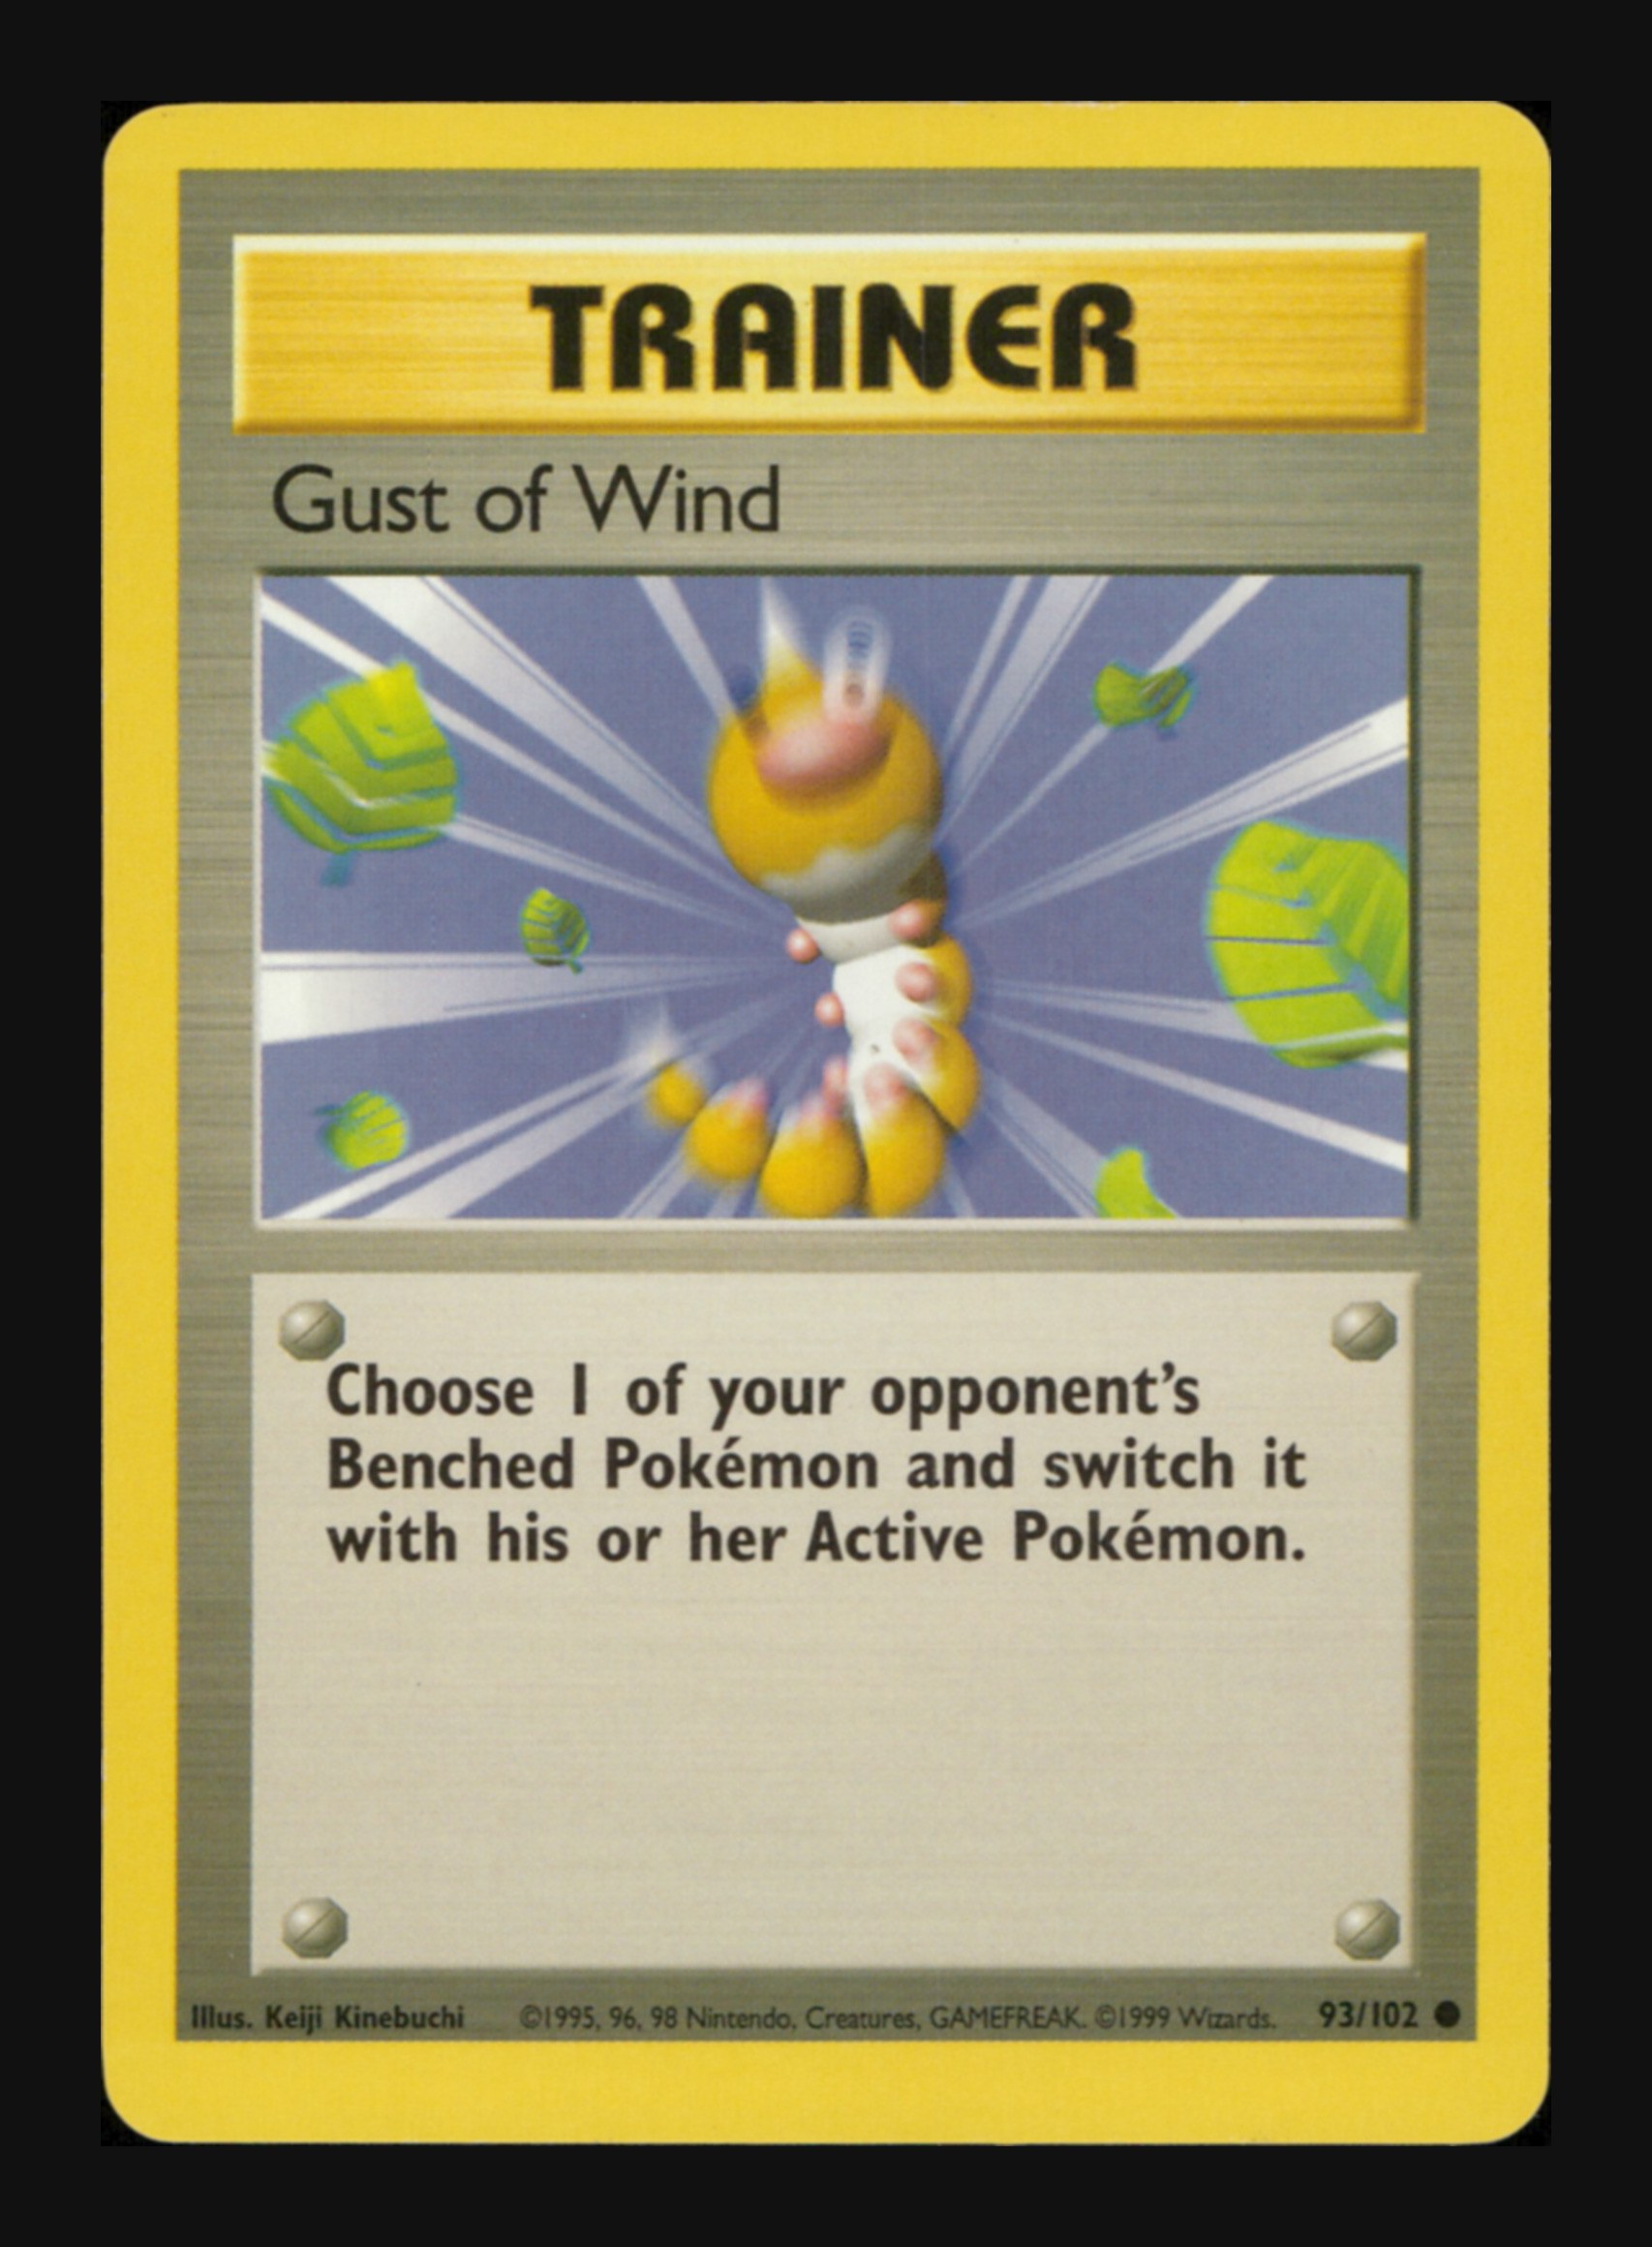 TRAINER
Gust of Wind
Choose 1 of your opponent's
Benched Pokémon and switch it
with his or her Active Pokémon.
Illus. Keiji Kinebuchi ©1995, 96, 98 Nintendo, Creatures, GAMEFREAK. ©1999 Wizards. 93/102 ●